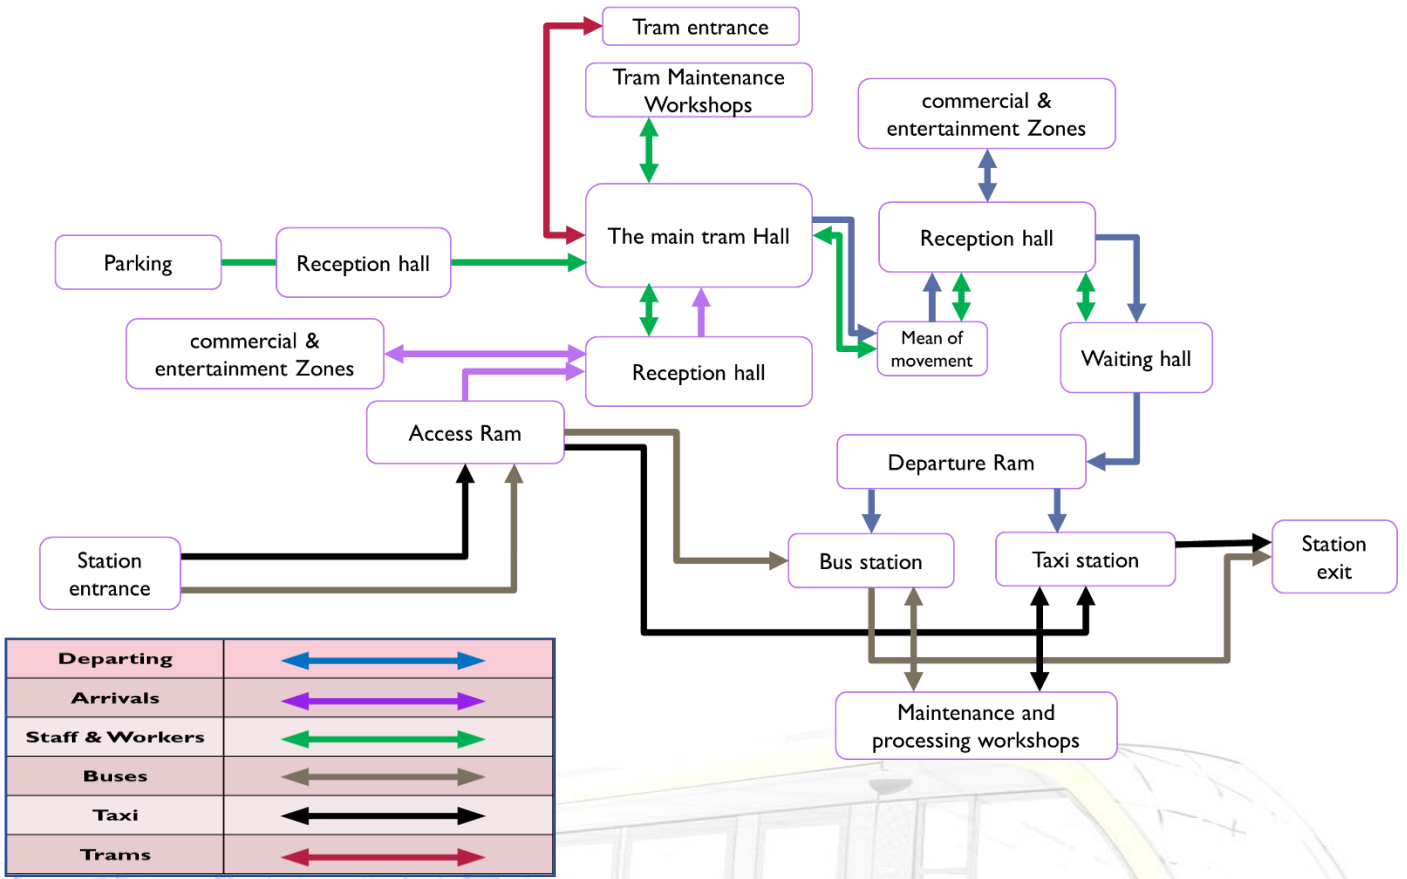 Tram entrance
Tram Maintenance
Workshops
commercial &
entertainment Zones
The main tram Hall
Reception hall
Parking
Reception hall
commercial &
entertainment Zones
Reception hall
Mean of
movement
Waiting hall
Access Ram
Departure Ram
Station
entrance
Bus station
Taxi station
Station
exit
Maintenance and
processing workshops
Departing
Arrivals
Staff & Workers
Buses
Taxi
Trams